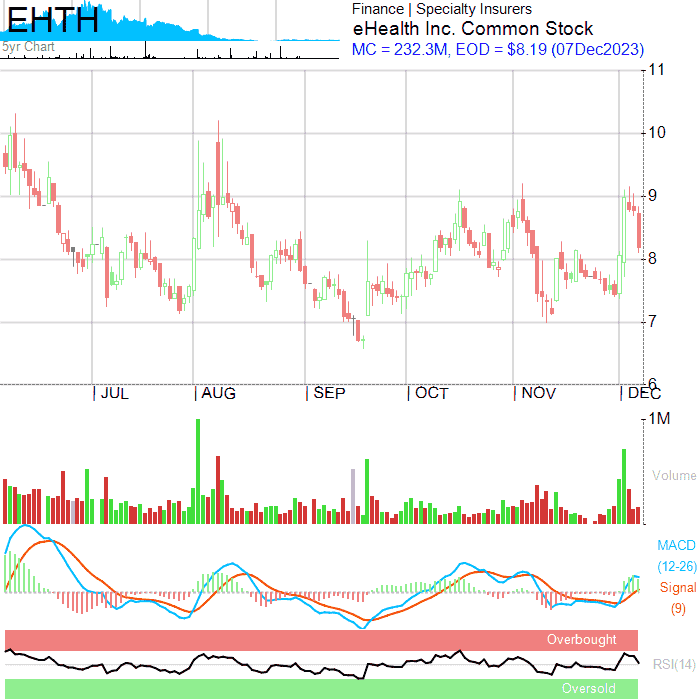 EHTH
5yr Chart
Finance | Specialty Insurers
eHealth Inc. Common Stock
MC = 232.3M, EOD = $8.19 (07Dec2023)
11
10
9
8
7
6
JUL AUG SEP OCT NOV DEC
1M
Volume
MACD
(12-26)
Signal
(9)
Overbought
RSI(14)
Oversold